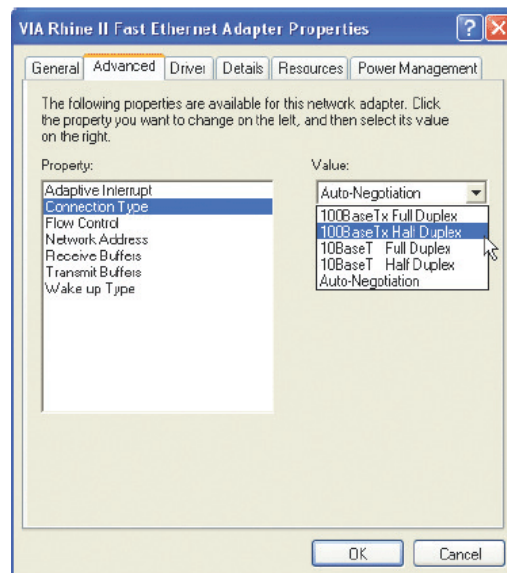 VIA Rhine II Fast Ethernet Adapter Properties
General Advanced Driver Details Resources Power Management
The following properties are available for this network adapter. Click
the property you want to change on the left, and then select its value
on the right.
Property:
Adaptive Interrupt
Connection Type
Flow Control
Network Address
Receive Buffers
Transmit Buffers
Wake up Type
Value:
Auto-Negotiation
100BaseTx Full Duplex
100BaseTx Half Duplex
10BaseT Full Duplex
10BaseT Half Duplex
Auto-Negotiation
OK Cancel